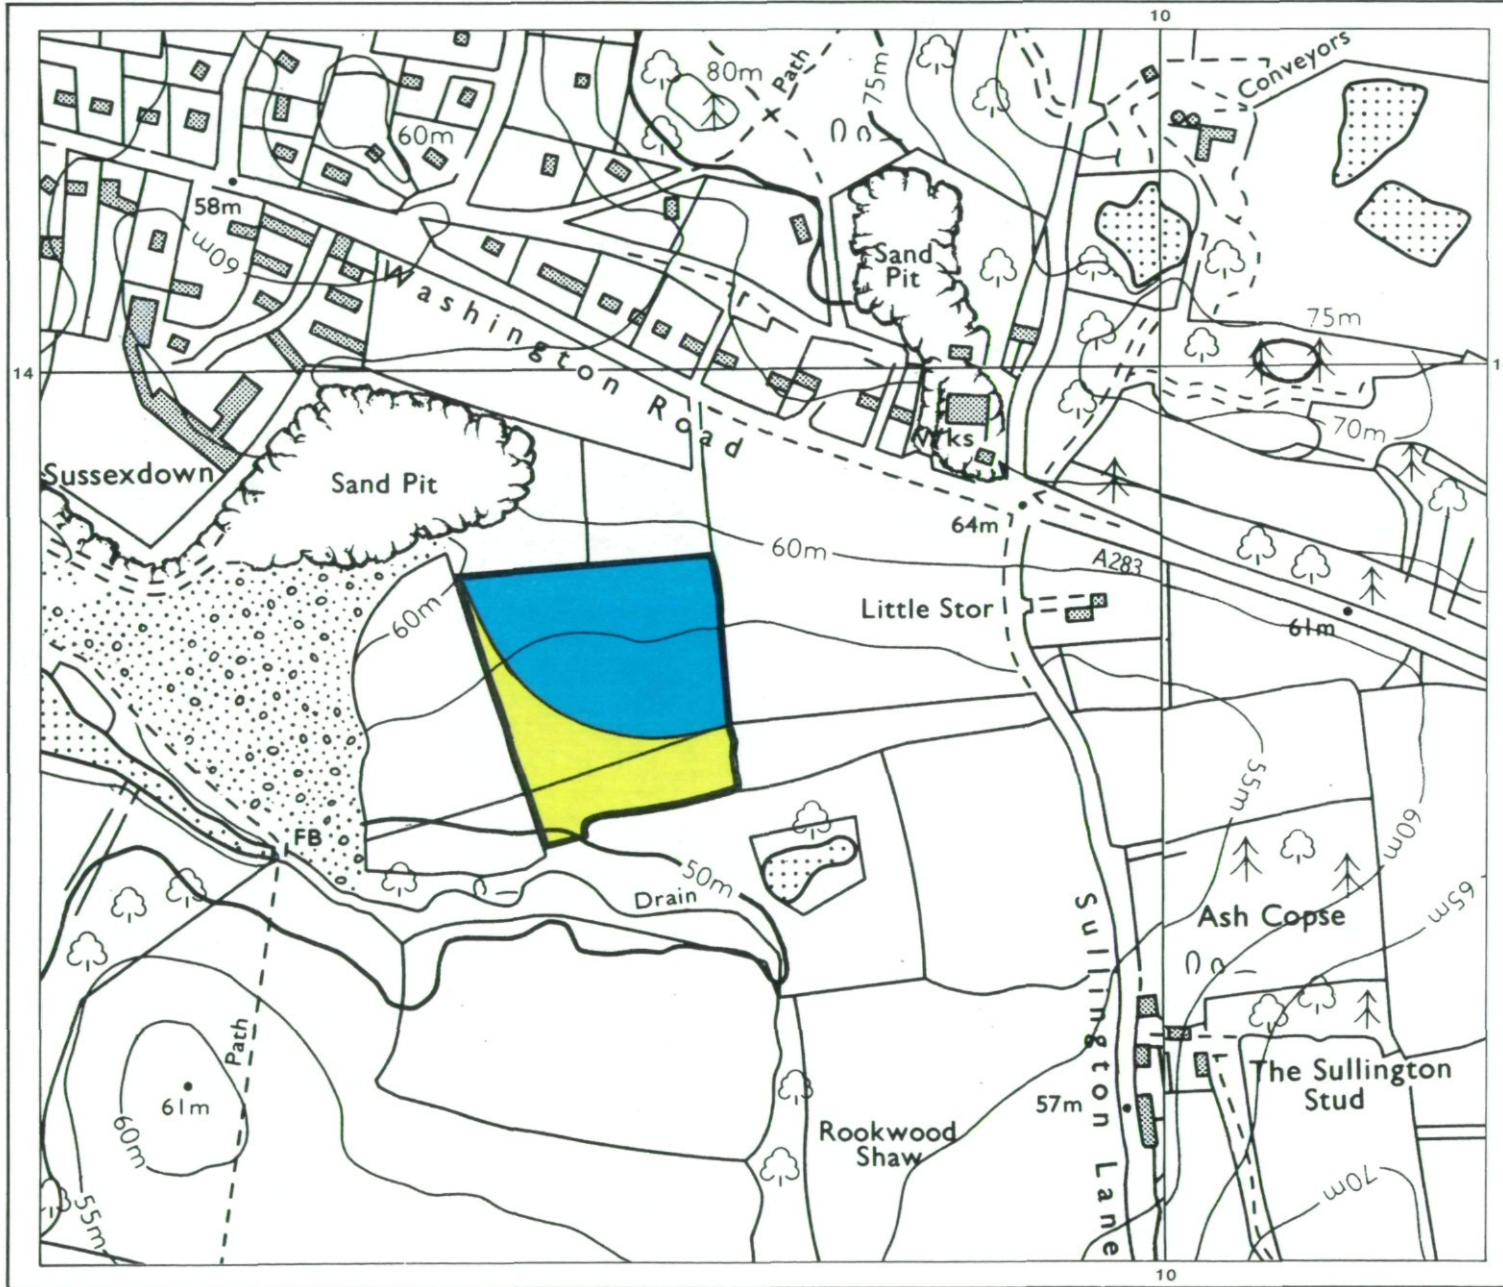 10
Conveyors
80m
Path
75m
60m
58m
60m
Sand
Pit
75m
14
Washington Road
70m
Sussexdown
Sand Pit
Wks
64m
60m
A283
60m
Little Stor
61m
55m
60m
FB
50m
Drain
65m
Ash Copse
Sullington Lane
Path
61m
60m
57m
The Sullington
Stud
Rookwood
Shaw
55m
70m
10